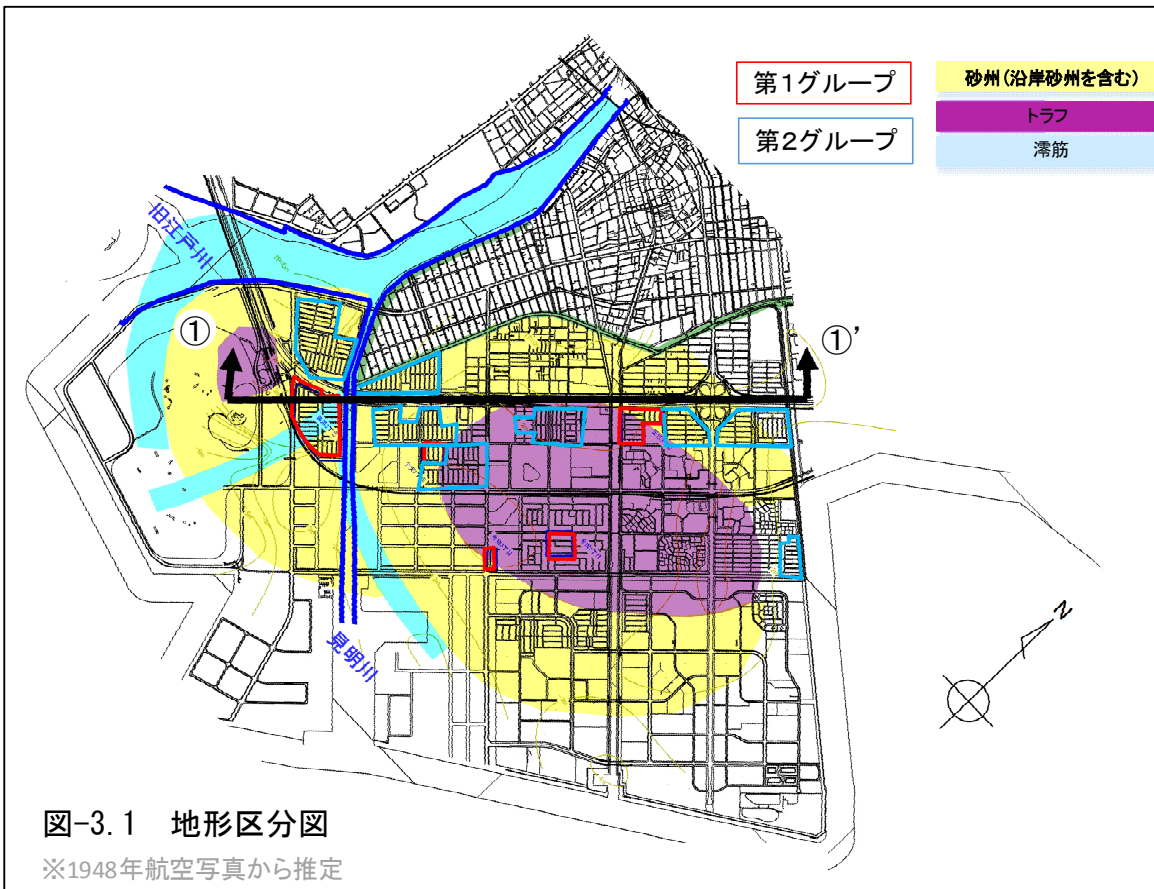 第1グループ
第2グループ
砂州(沿岸砂州を含む)
トラフ
澪筋
旧江戸川
①
①’
見明川
N
図-3.1 地形区分図
※1948年航空写真から推定